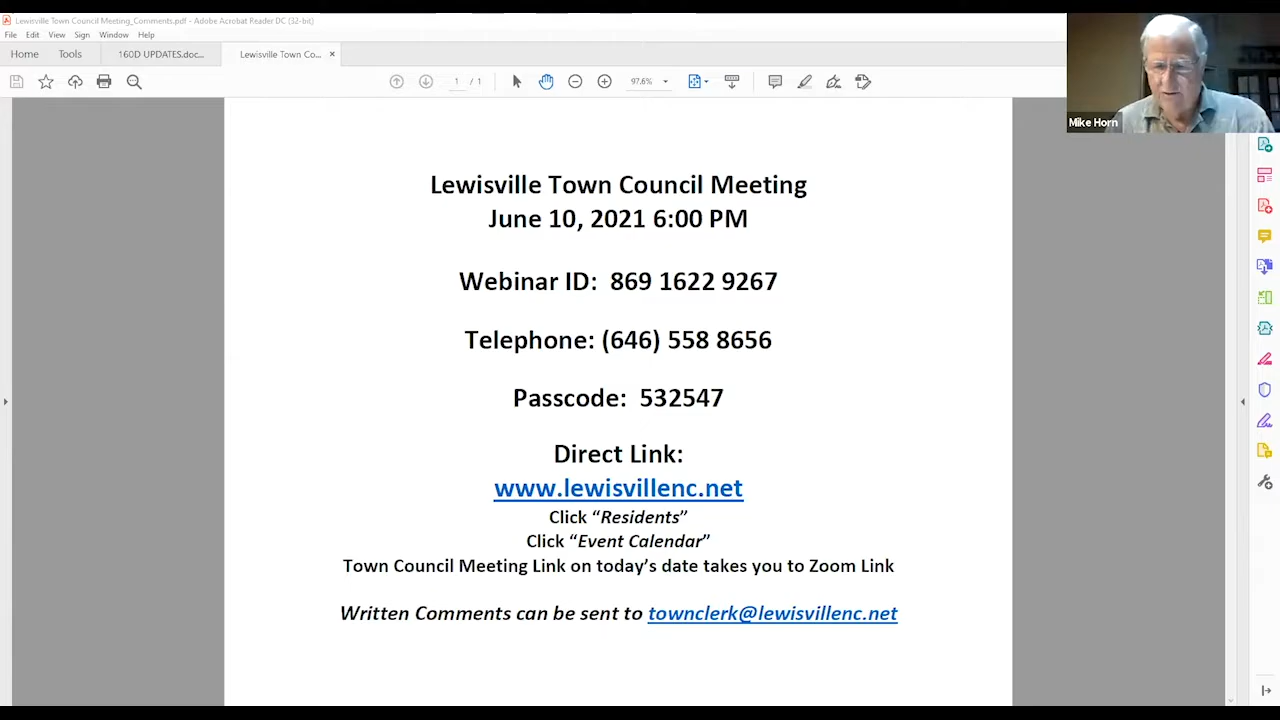 Lewisville Town Council Meeting_Comments.pdf - Adobe Acrobat Reader DC (32-bit)
File Edit View Sign Window Help
Home Tools 160D UPDATES.doc... Lewisville Town Co... ×
1 / 1 97.6%
Mike Horn
Lewisville Town Council Meeting
June 10, 2021 6:00 PM
Webinar ID: 869 1622 9267
Telephone: (646) 558 8656
Passcode: 532547
Direct Link:
www.lewisvillenc.net
Click “Residents”
Click “Event Calendar”
Town Council Meeting Link on today’s date takes you to Zoom Link
Written Comments can be sent to townclerk@lewisvillenc.net